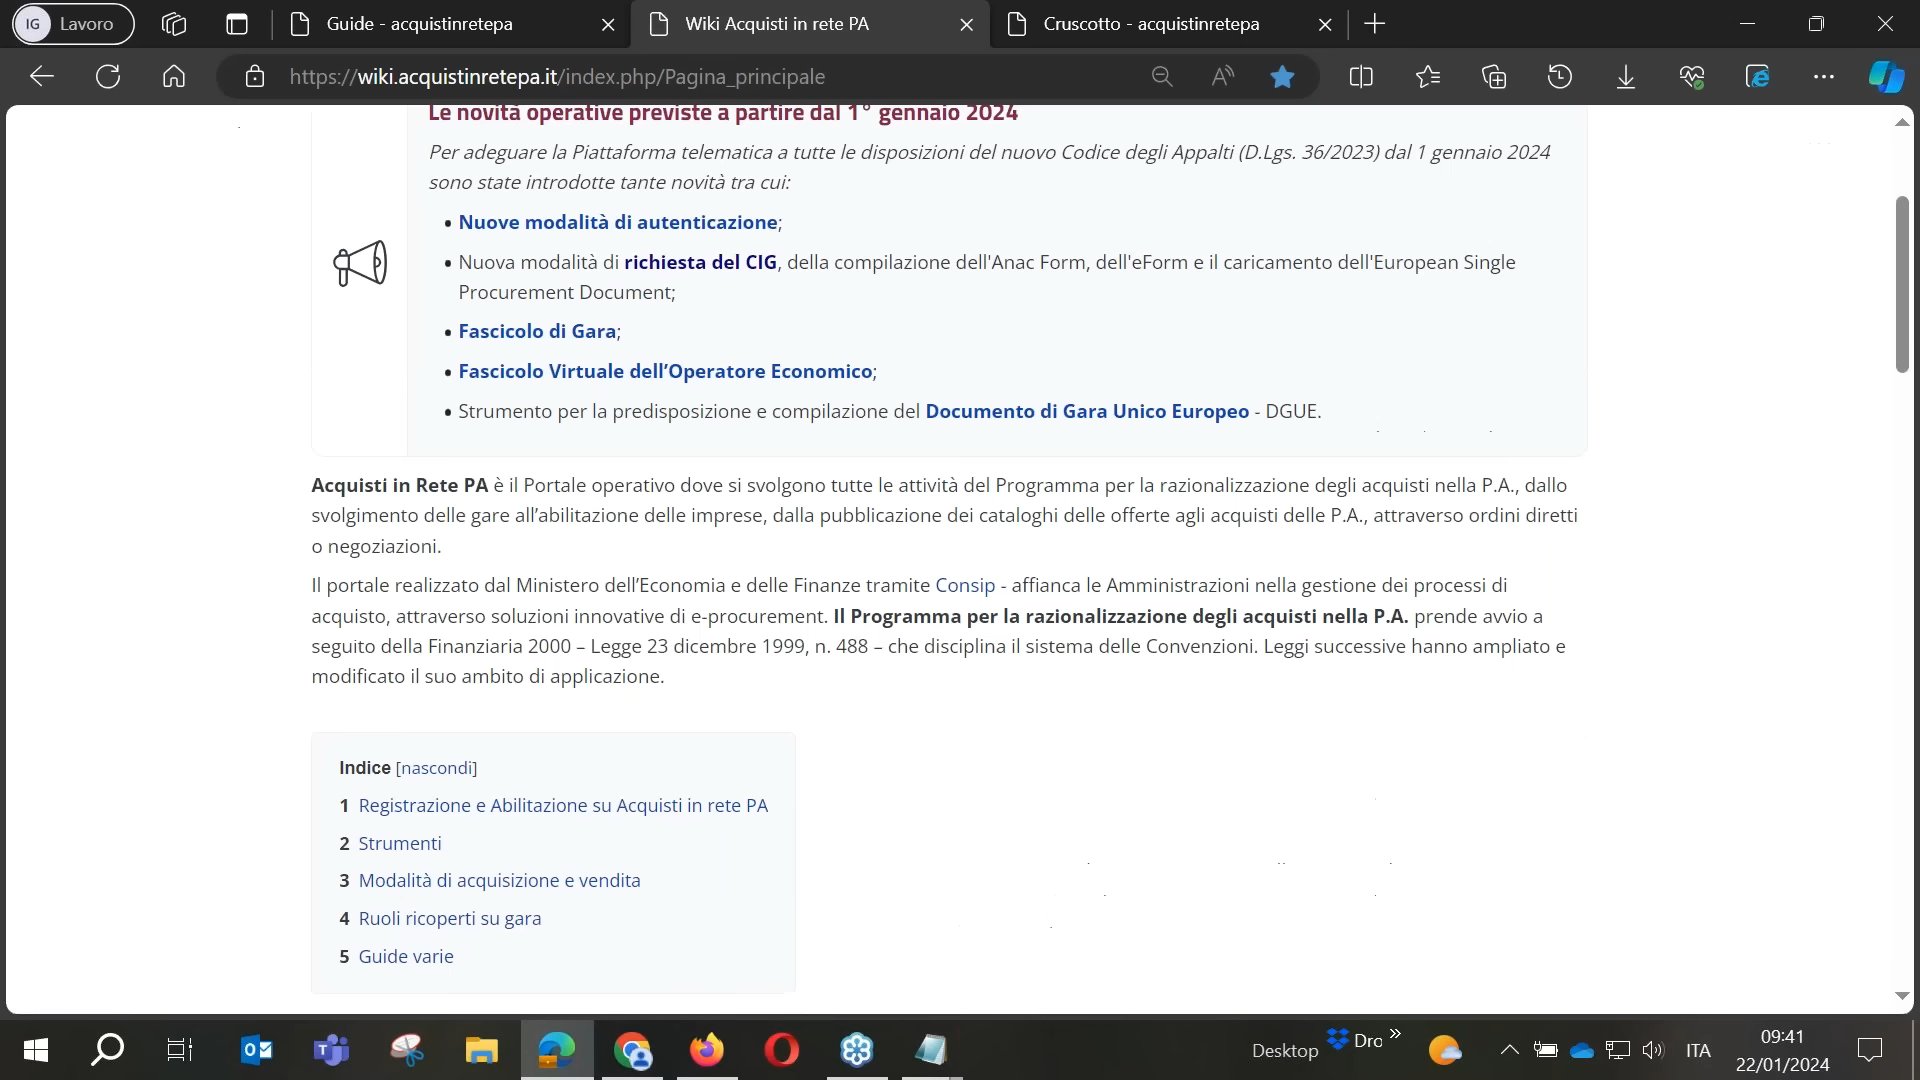 IG Lavoro
Guide - acquistinretepa
Wiki Acquisti in rete PA
Cruscotto - acquistinretepa
https://wiki.acquistinretepa.it/index.php/Pagina_principale
Le novità operative previste a partire dal 1° gennaio 2024
Per adeguare la Piattaforma telematica a tutte le disposizioni del nuovo Codice degli Appalti (D.Lgs. 36/2023) dal 1 gennaio 2024
sono state introdotte tante novità tra cui:
• Nuove modalità di autenticazione;
• Nuova modalità di richiesta del CIG, della compilazione dell'Anac Form, dell'eForm e il caricamento dell'European Single
Procurement Document;
• Fascicolo di Gara;
• Fascicolo Virtuale dell’Operatore Economico;
• Strumento per la predisposizione e compilazione del Documento di Gara Unico Europeo - DGUE.
Acquisti in Rete PA è il Portale operativo dove si svolgono tutte le attività del Programma per la razionalizzazione degli acquisti nella P.A., dallo
svolgimento delle gare all’abilitazione delle imprese, dalla pubblicazione dei cataloghi delle offerte agli acquisti delle P.A., attraverso ordini diretti
o negoziazioni.
Il portale realizzato dal Ministero dell’Economia e delle Finanze tramite Consip - affianca le Amministrazioni nella gestione dei processi di
acquisto, attraverso soluzioni innovative di e-procurement. Il Programma per la razionalizzazione degli acquisti nella P.A. prende avvio a
seguito della Finanziaria 2000 – Legge 23 dicembre 1999, n. 488 – che disciplina il sistema delle Convenzioni. Leggi successive hanno ampliato e
modificato il suo ambito di applicazione.
Indice [nascondi]
1 Registrazione e Abilitazione su Acquisti in rete PA
2 Strumenti
3 Modalità di acquisizione e vendita
4 Ruoli ricoperti su gara
5 Guide varie
Desktop
Dro
ITA
09:41
22/01/2024